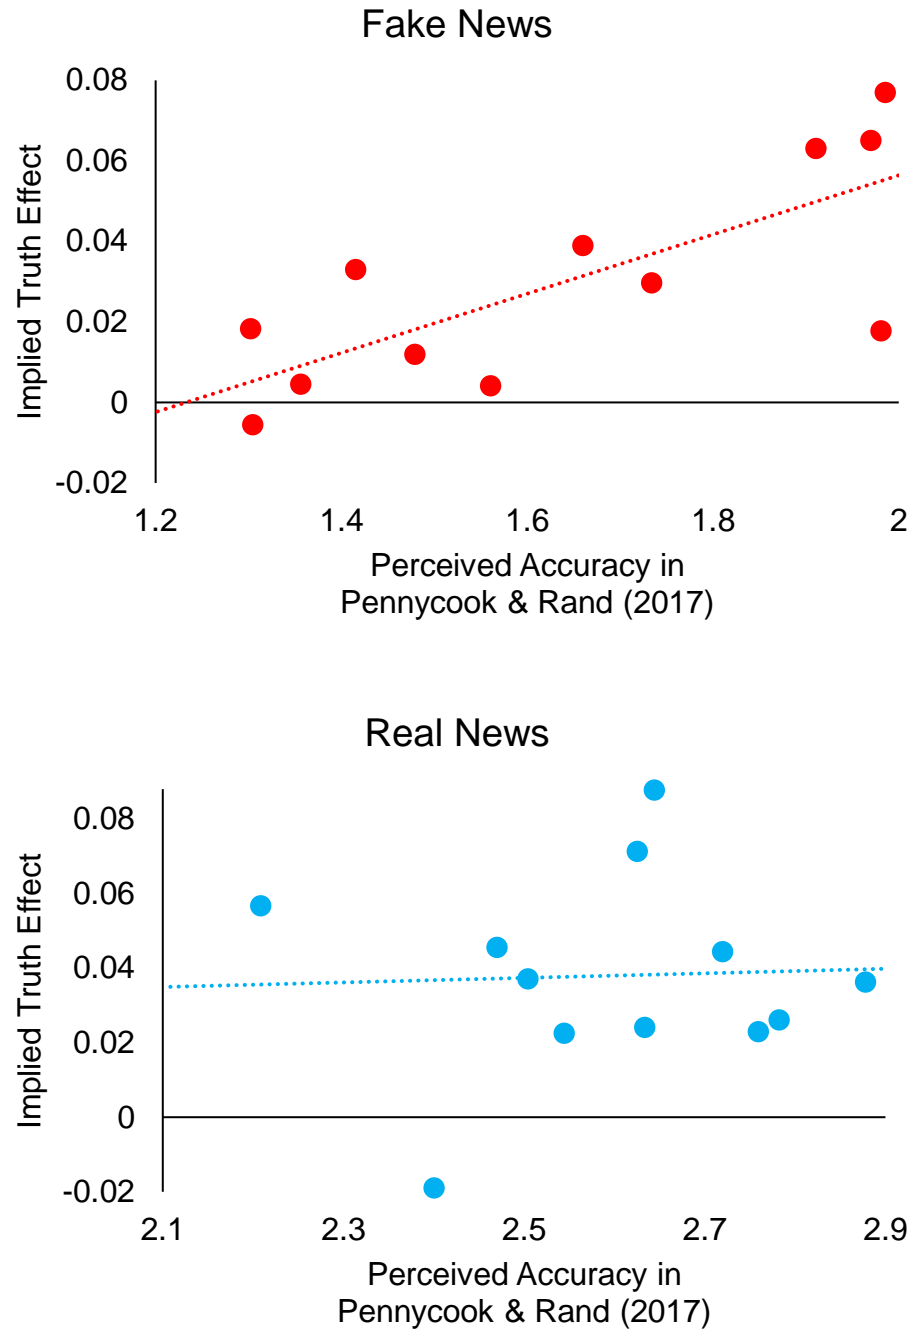 Fake News
0.08
0.06
0.04
0.02
0
-0.02
Implied Truth Effect
1.2 1.4 1.6 1.8 2
Perceived Accuracy in
Pennycook & Rand (2017)
Real News
0.08
0.06
0.04
0.02
0
-0.02
Implied Truth Effect
2.1 2.3 2.5 2.7 2.9
Perceived Accuracy in
Pennycook & Rand (2017)